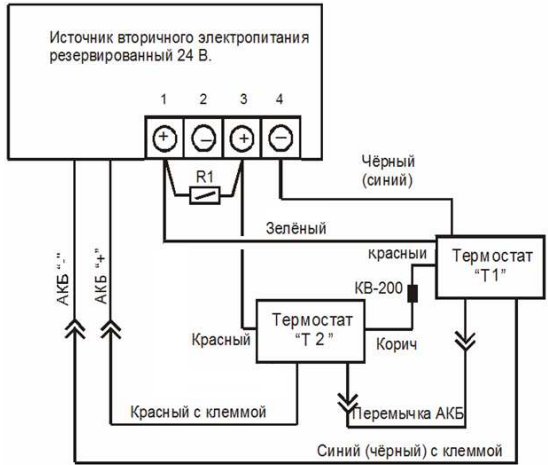 Источник вторичного электропитания
резервированный 24 В.
1 2 3 4
+ − + −
R1
Чёрный
(синий)
Зелёный
красный
Термостат
“Т1”
КВ-200
АКБ “-”
АКБ “+”
Термостат
“Т 2 ”
Красный
Корич
Красный с клеммой
Перемычка АКБ
Синий (чёрный) с клеммой